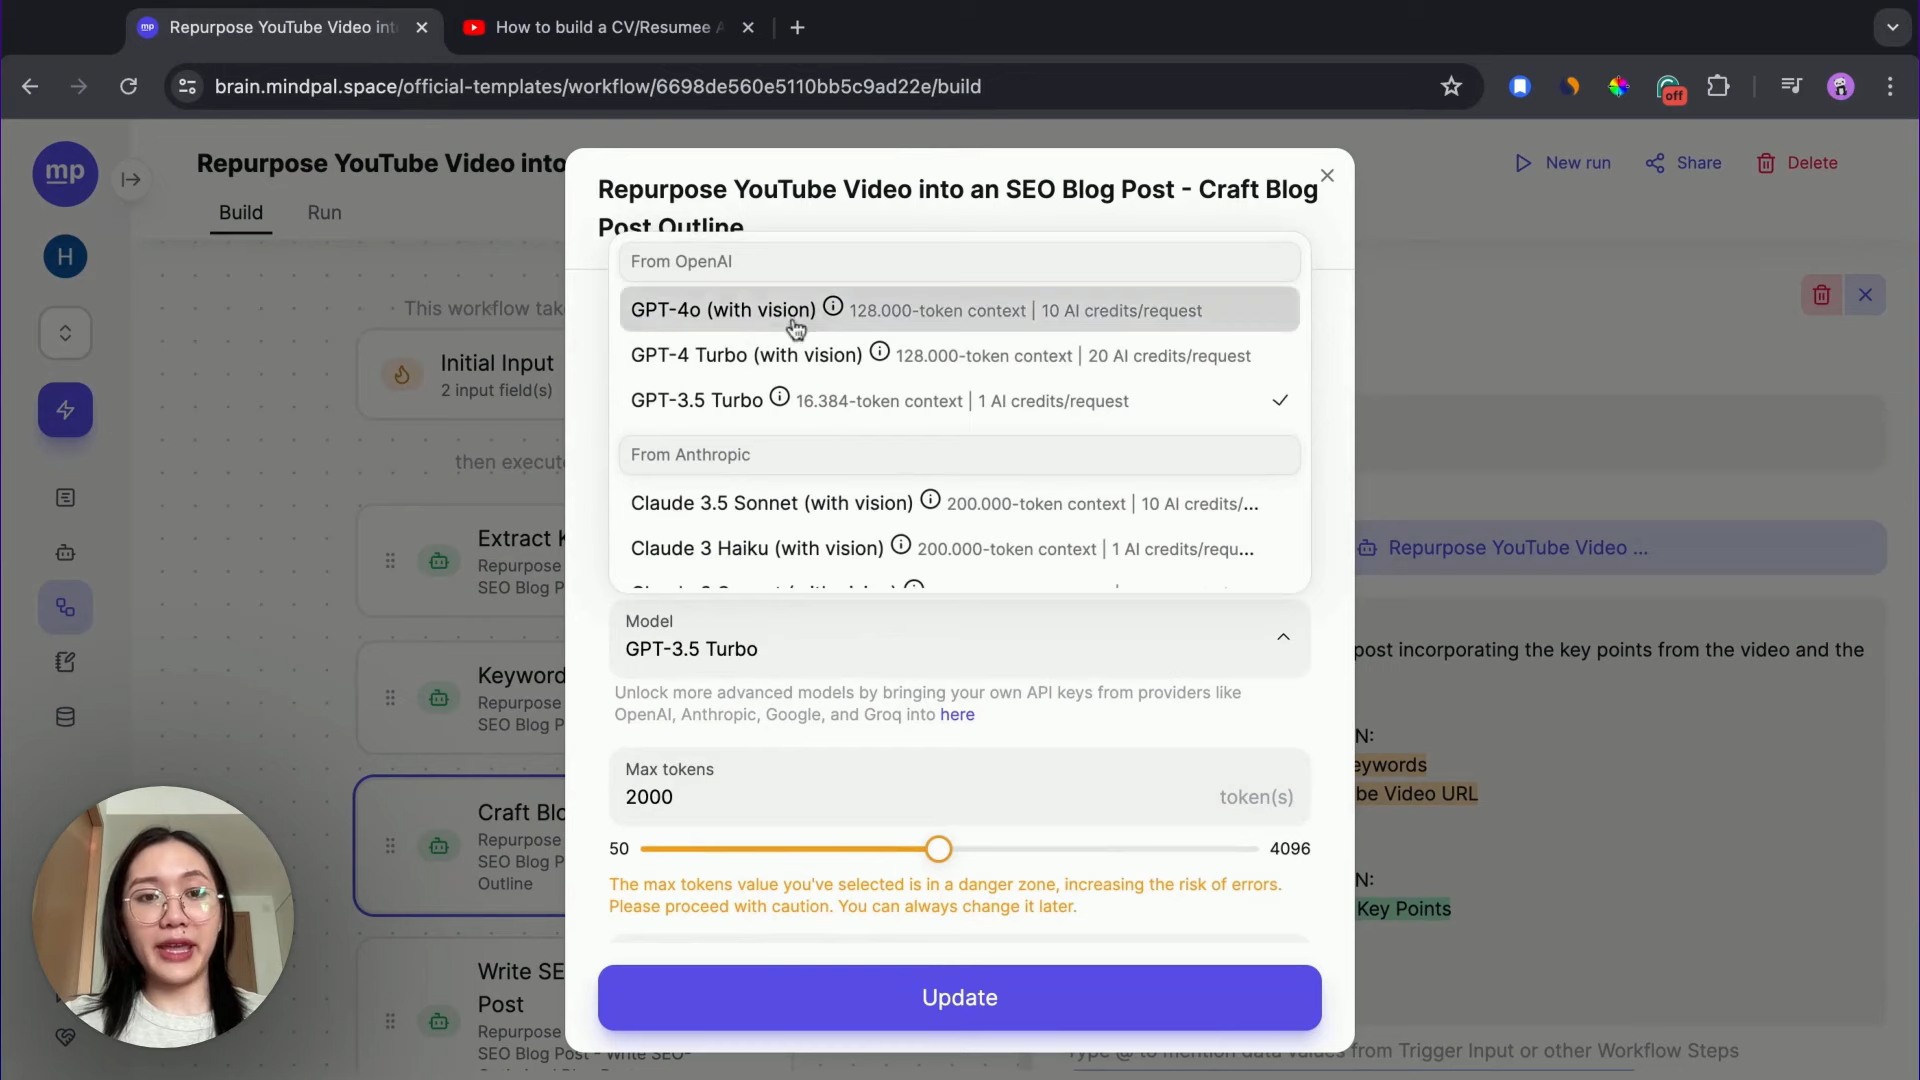 mp Repurpose YouTube Video int
How to build a CV/Resumee A
brain.mindpal.space/official-templates/workflow/6698de560e5110bb5c9ad22e/build
off
mp
H
Repurpose YouTube Video into
New run
Share
Delete
Build
Run
This workflow tak
Initial Input
2 input field(s)
then execut
Extract K
Repurpose
SEO Blog P
Keyword
Repurpose
SEO Blog P
Craft Blo
Repurpose
SEO Blog P
Outline
Write SE
Post
Repurpose
SEO Blog Post - Write SEO-
Repurpose YouTube Video into an SEO Blog Post - Craft Blog
Post Outline
From OpenAI
GPT-4o (with vision) 128.000-token context | 10 AI credits/request
GPT-4 Turbo (with vision) 128.000-token context | 20 AI credits/request
GPT-3.5 Turbo 16.384-token context | 1 AI credits/request
From Anthropic
Claude 3.5 Sonnet (with vision) 200.000-token context | 10 AI credits/...
Claude 3 Haiku (with vision) 200.000-token context | 1 AI credits/requ...
Model
GPT-3.5 Turbo
Unlock more advanced models by bringing your own API keys from providers like
OpenAI, Anthropic, Google, and Groq into here
Max tokens
2000
token(s)
50
4096
The max tokens value you've selected is in a danger zone, increasing the risk of errors.
Please proceed with caution. You can always change it later.
Update
Repurpose YouTube Video ...
post incorporating the key points from the video and the
N:
eywords
be Video URL
N:
Key Points
Type @ to mention data values from Trigger Input or other Workflow Steps